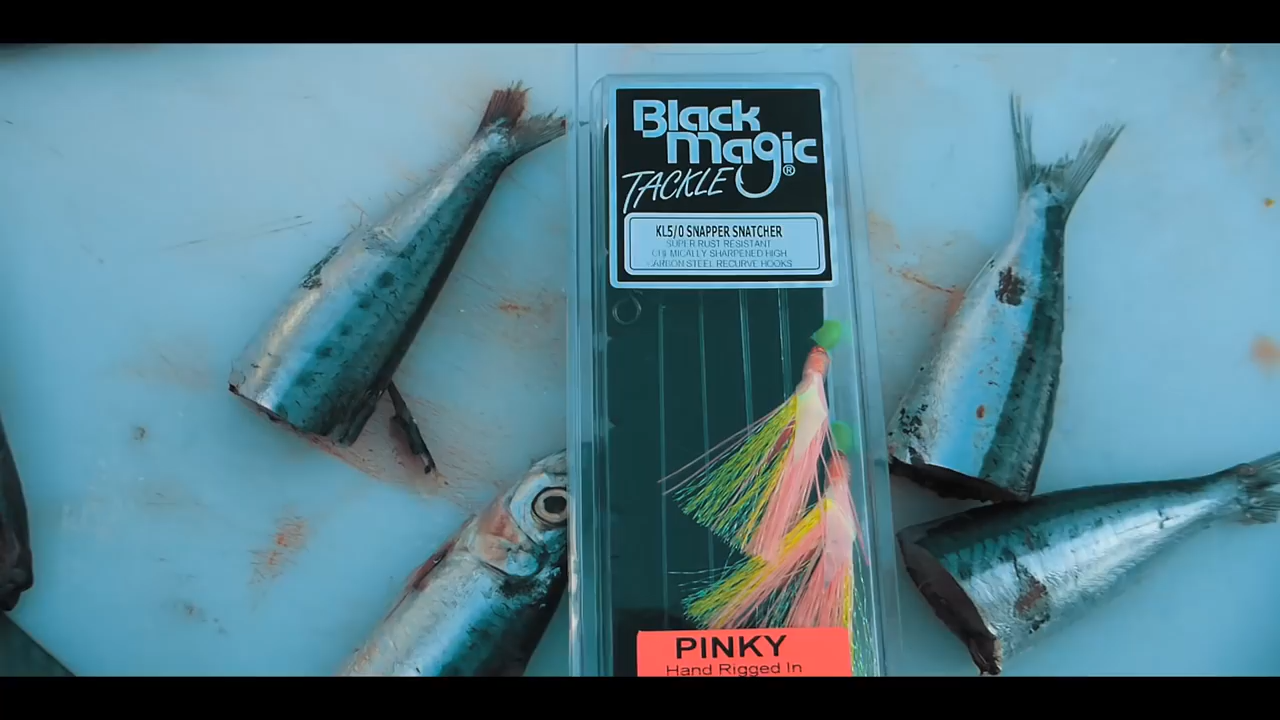 Black
Magic®
TACKLE
KL5/0 SNAPPER SNATCHER
SUPER RUST RESISTANT
CHEMICALLY SHARPENED HIGH
CARBON STEEL RECURVE HOOKS
PINKY
Hand Rigged In